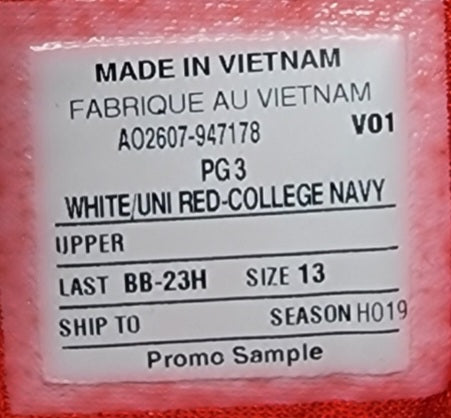 MADE IN VIETNAM
FABRIQUE AU VIETNAM
AO2607-947178 V01
PG3
WHITE/UNI RED-COLLEGE NAVY
UPPER
LAST BB-23H SIZE 13
SHIP TO SEASON HO19
Promo Sample